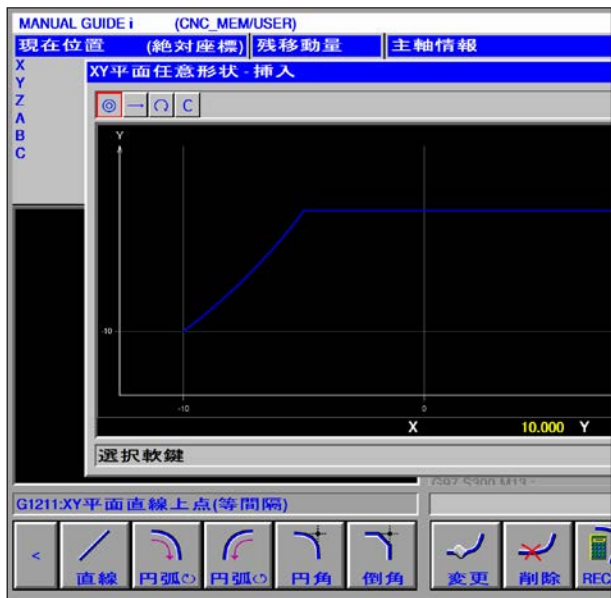 MANUAL GUIDE i (CNC_MEM/USER)
現在位置 (絶対座標) 残移動量 主軸情報
X
Y
Z
A
B
C
XY平面任意形状 - 挿入
C
Y
-10
-10 0
X 10.000 Y
選択軟鍵
G97 S300 M13 ;
G1211:XY平面直線上点(等間隔)
< 直線 円弧 円弧 円角 倒角 変更 削除 REC